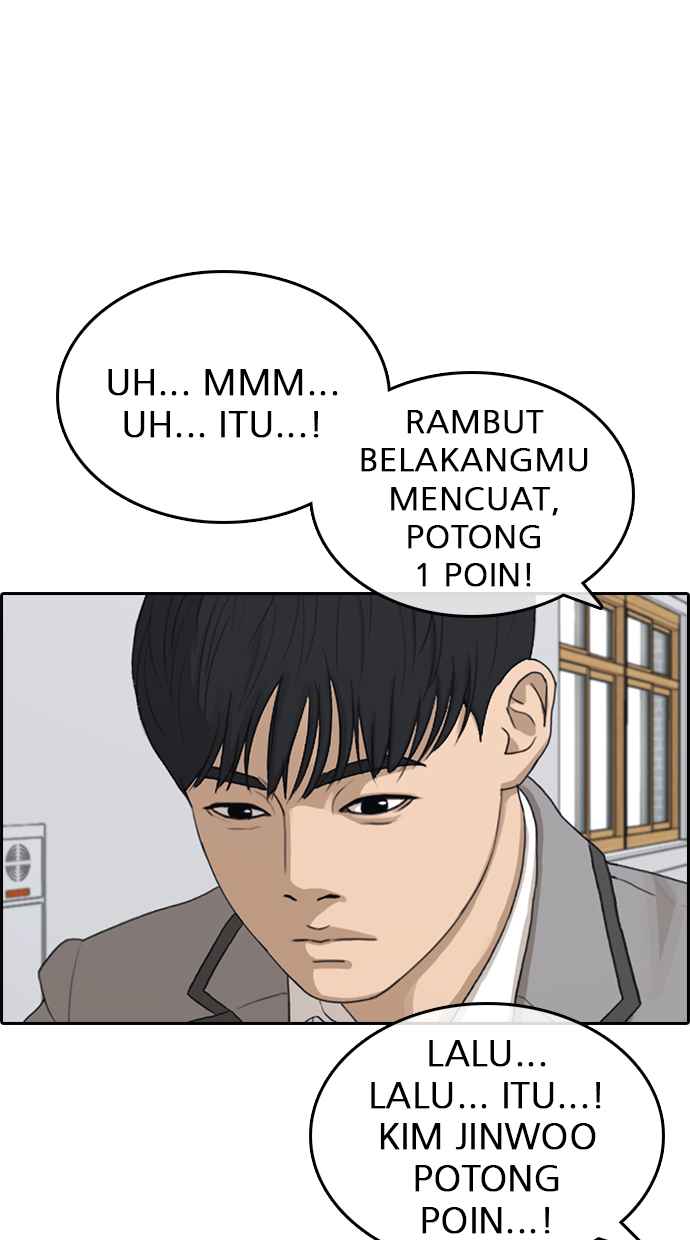 UH... MMM...
UH... ITU...!
RAMBUT
BELAKANGMU
MENCUAT,
POTONG
1 POIN!
LALU...
LALU... ITU...!
KIM JINWOO
POTONG
POIN...!